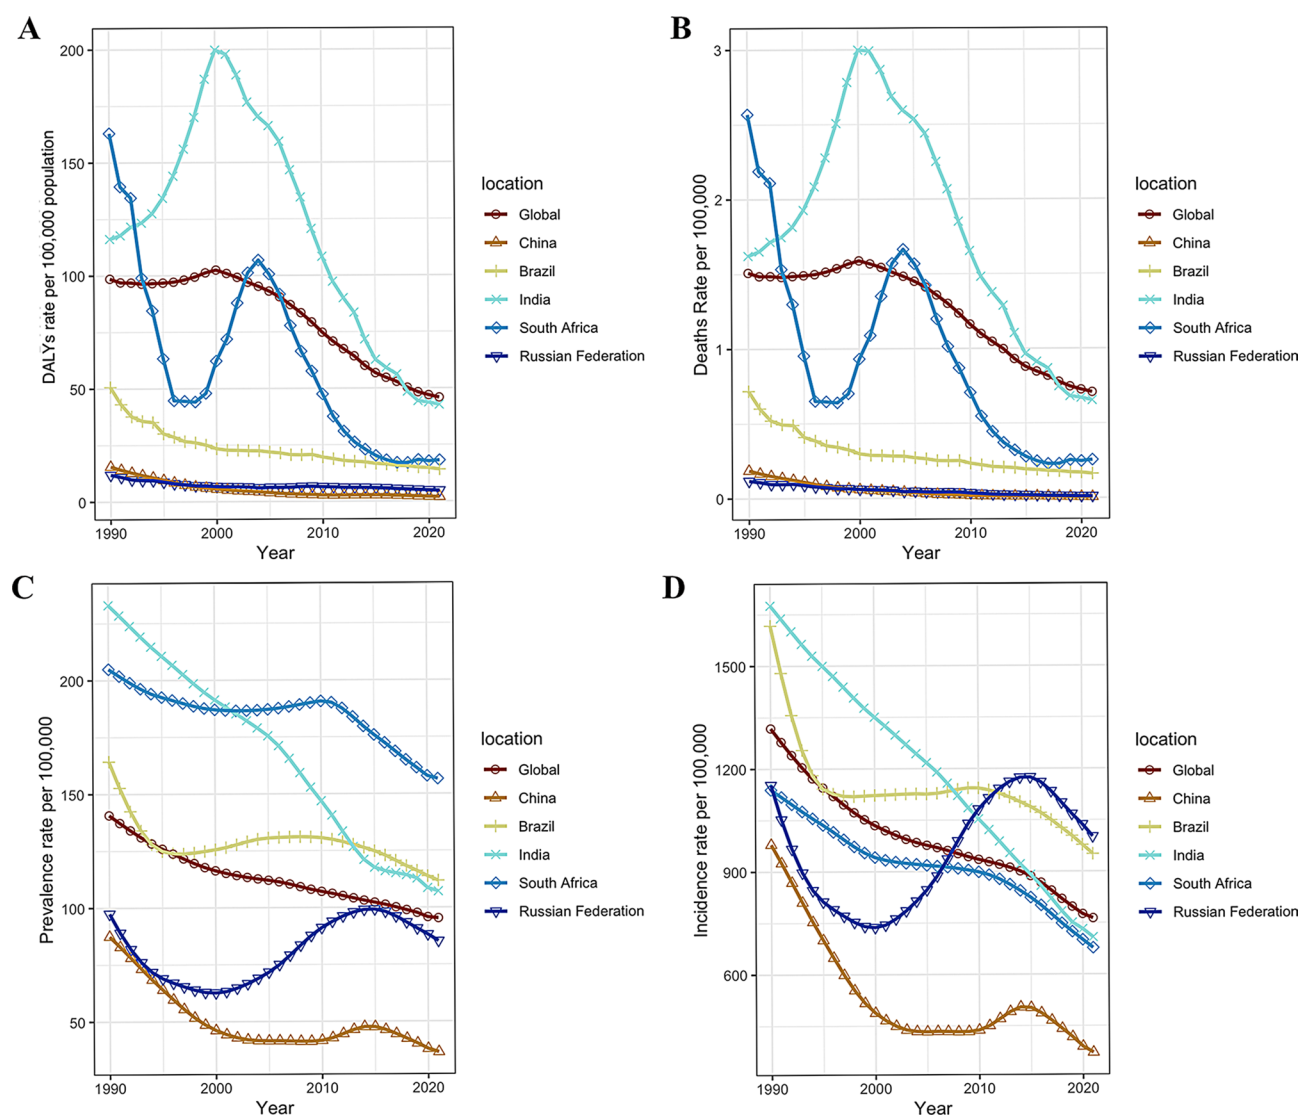 A
DALYs rate per 100,000 population
200
150
100
50
0
1990
2000
2010
2020
Year
location
Global
China
Brazil
India
South Africa
Russian Federation
B
Deaths Rate per 100,000
3
2
1
0
1990
2000
2010
2020
Year
location
Global
China
Brazil
India
South Africa
Russian Federation
C
Prevalence rate per 100,000
200
150
100
50
1990
2000
2010
2020
Year
location
Global
China
Brazil
India
South Africa
Russian Federation
D
Incidence rate per 100,000
1500
1200
900
600
1990
2000
2010
2020
Year
location
Global
China
Brazil
India
South Africa
Russian Federation